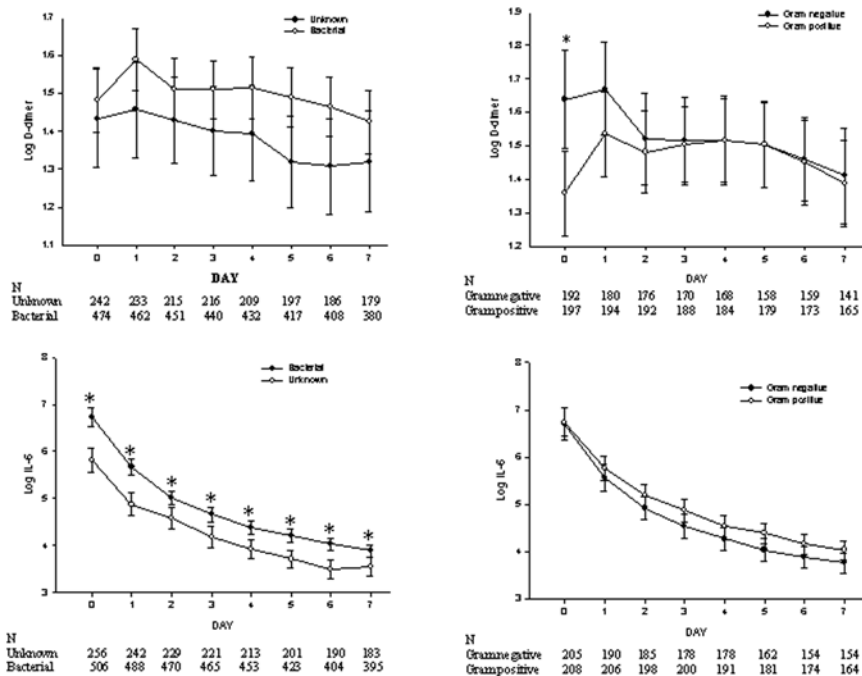 Unknown
Bacterial
1.7
1.6
1.5
1.4
1.3
1.2
1.1
Log D-dimer
0 1 2 3 4 5 6 7
DAY
N
Unknown 242 233 215 216 209 197 186 179
Bacterial 474 462 451 440 432 417 408 380
Gram negative
Gram positive
1.9
1.8
1.7
1.6
1.5
1.4
1.3
1.2
Log D-dimer
*
0 1 2 3 4 5 6 7
DAY
N
Gramnegative 192 180 176 170 168 158 159 141
Grampositive 197 194 192 188 184 179 173 165
Bacterial
Unknown
8
7
6
5
4
3
Log IL-6
* * * * * * * *
0 1 2 3 4 5 6 7
DAY
N
Unknown 256 242 229 221 213 201 190 183
Bacterial 506 488 470 465 453 423 404 395
Gram negative
Gram positive
8
7
6
5
4
3
Log IL-6
0 1 2 3 4 5 6 7
DAY
N
Gramnegative 205 190 185 178 178 162 154 154
Grampositive 208 206 198 200 191 181 174 164